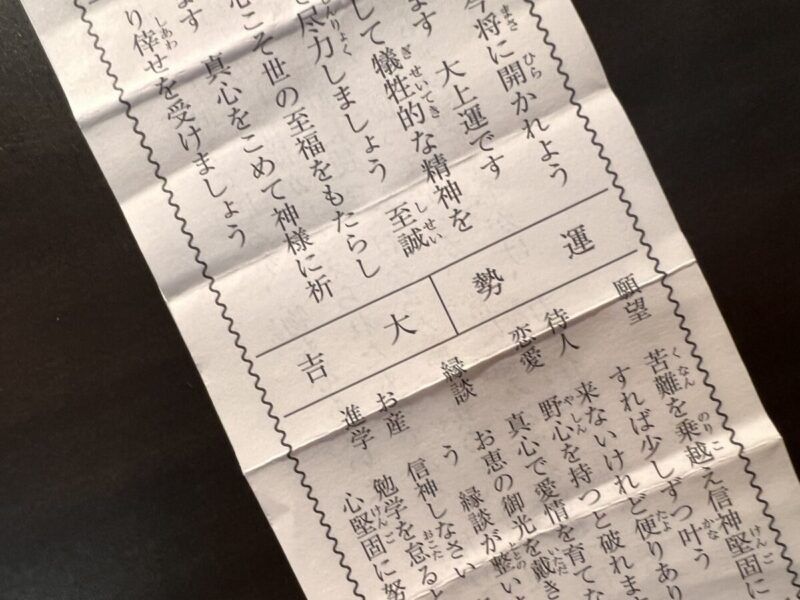 今将に開かれよう
ます　大上運です
して犠牲的な精神を
尽力しましょう　至誠
心こそ世の至福をもたらし
ます　真心をこめて神様に祈
り倖せを受けましょう
運勢
大吉
願望　苦難を乗越え信神堅固に
すれば少しずつ叶う
待人　来ないけれど便りあり
恋愛　野心を持つと破れます
真心で愛情を育てな
縁談　お恵の御光を戴き
う　縁談が整い
お産　信神しなさい
進学　勉学を怠ると
心堅固に努